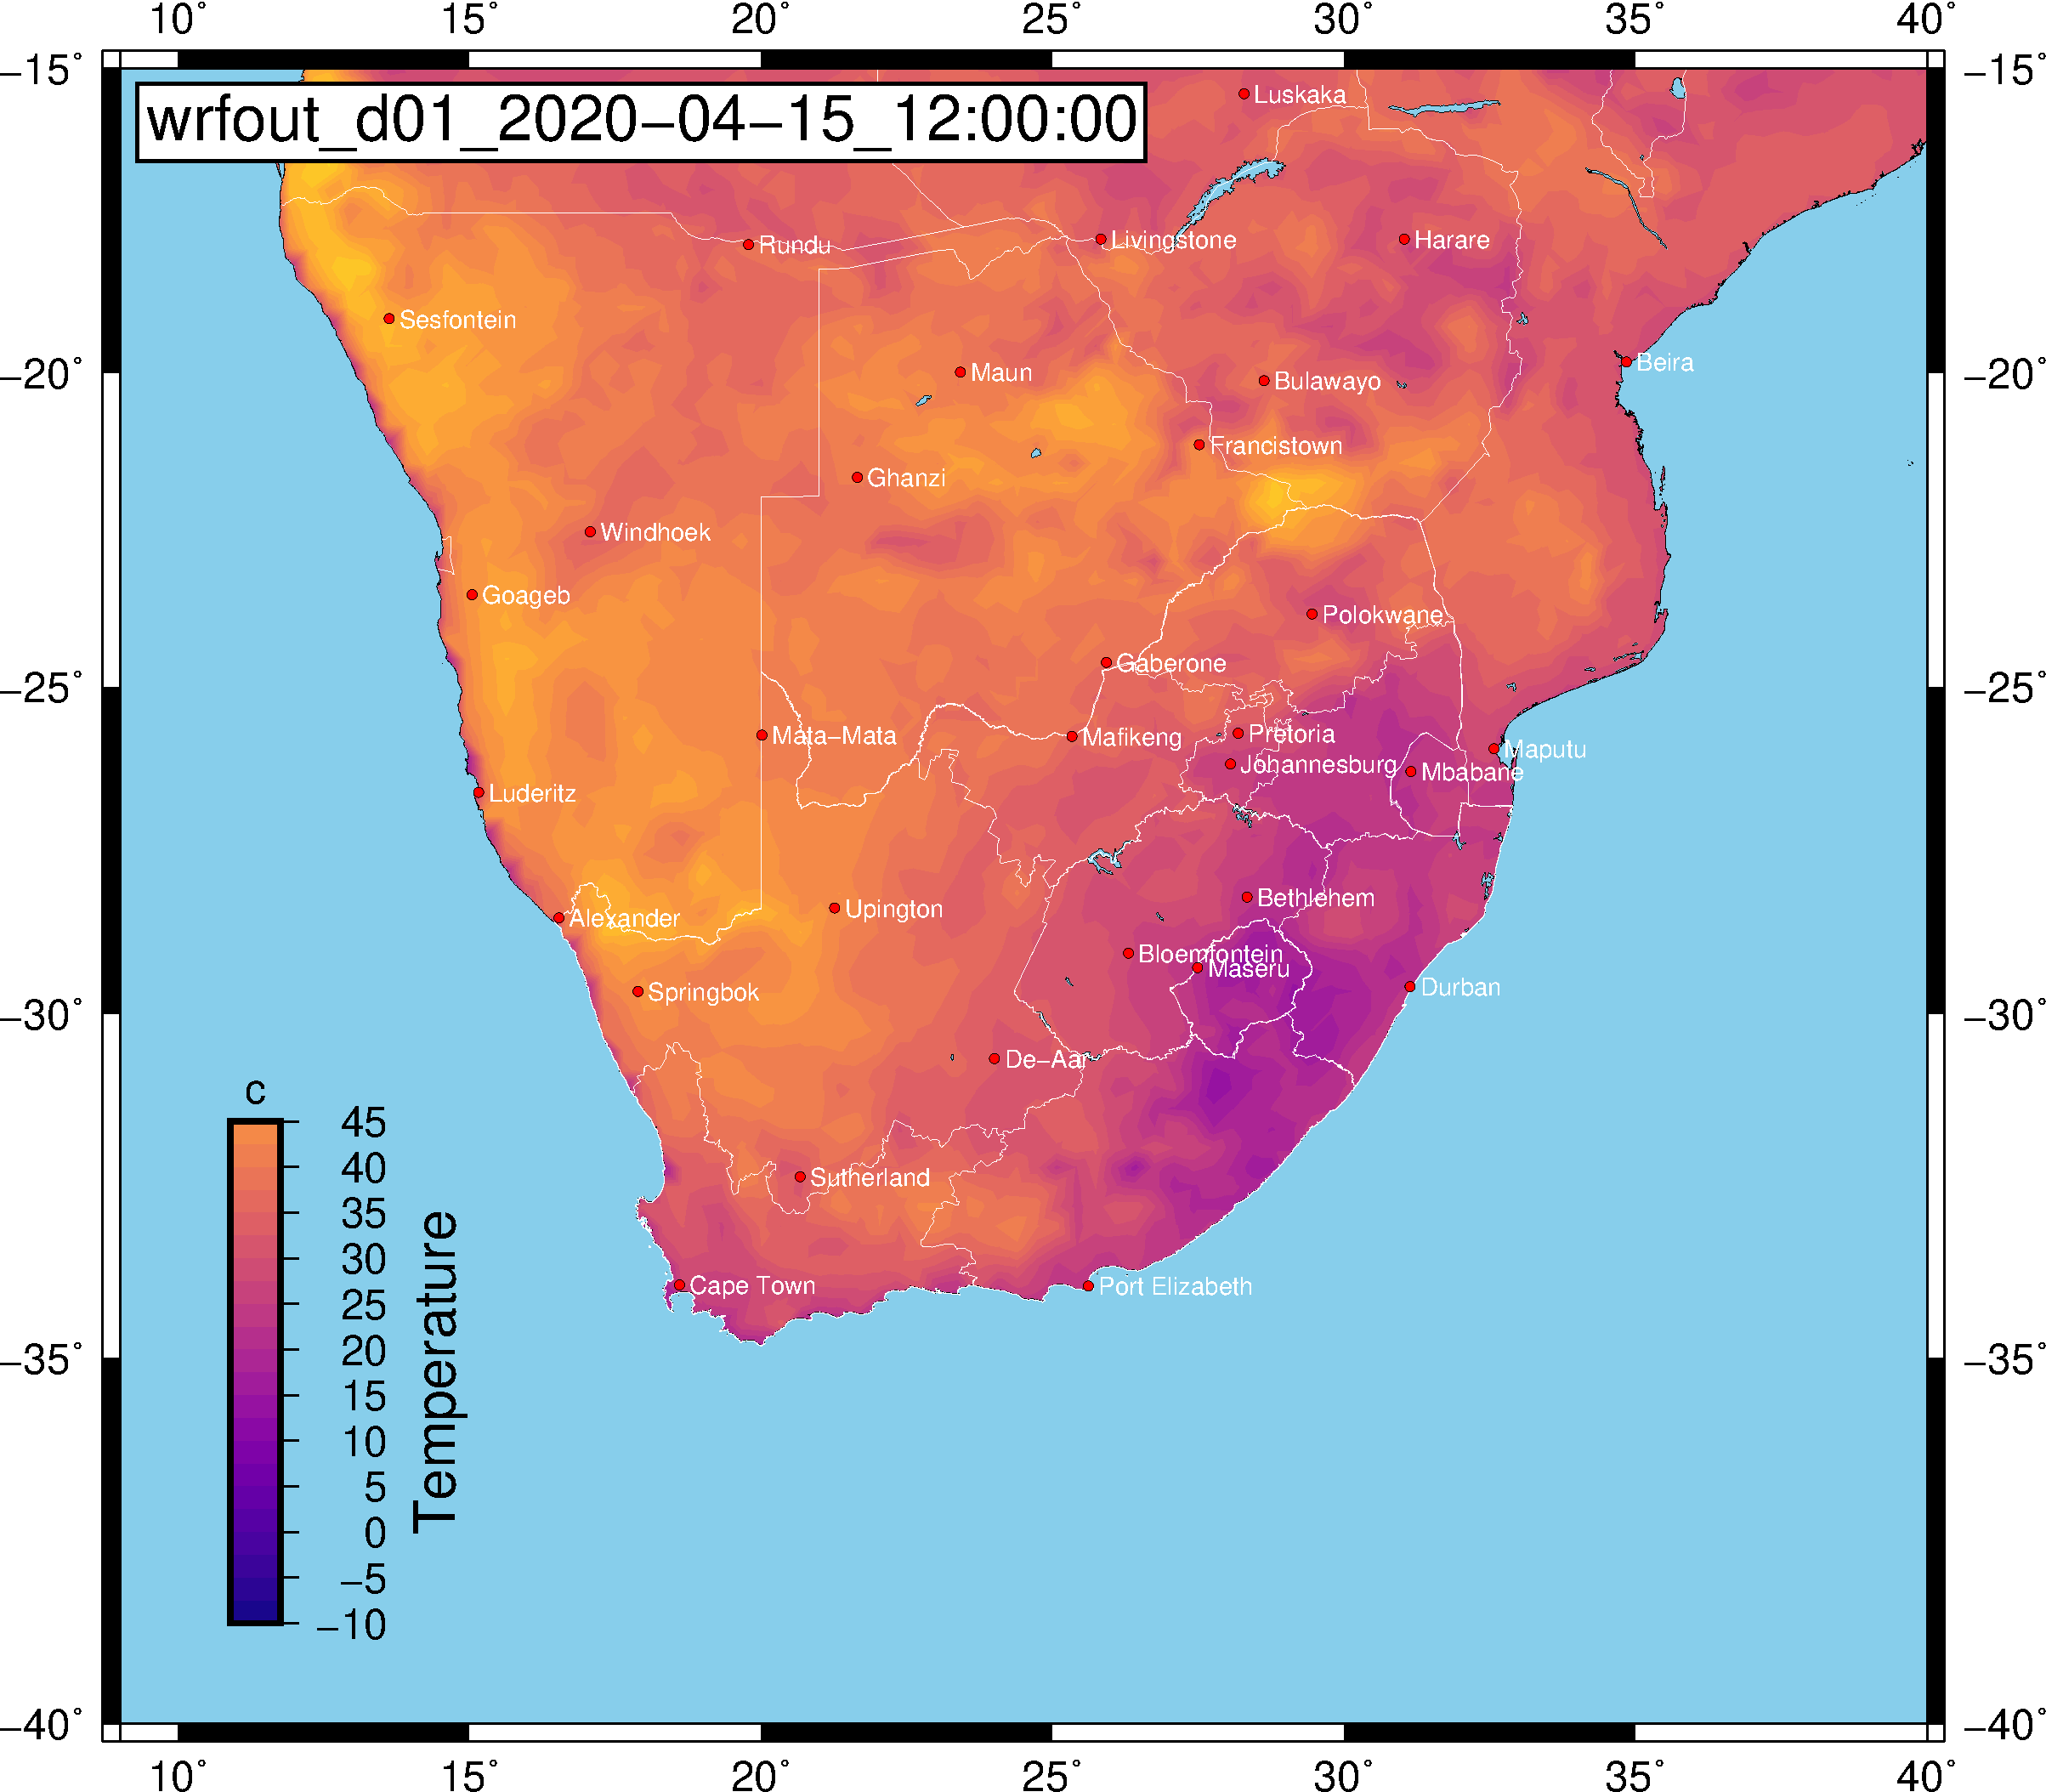 10° 15° 20° 25° 30° 35° 40°
−15° −15°
wrfout_d01_2020−04−15_12:00:00
Luskaka
Rundu
Livingstone
Harare
Sesfontein
Beira
−20° −20°
Maun
Bulawayo
Francistown
Ghanzi
Windhoek
Goageb
Polokwane
Gaberone
−25° −25°
Mata−Mata
Mafikeng
Pretoria
Maputu
Johannesburg
Mbabane
Luderitz
Bethlehem
Alexander
Upington
Bloemfontein
Maseru
Durban
Springbok
−30° −30°
De−Aar
Sutherland
Cape Town
Port Elizabeth
−35° −35°
c
45
40
35
30
25
20
15
10
5
0
−5
−10
Temperature
−40° −40°
10° 15° 20° 25° 30° 35° 40°